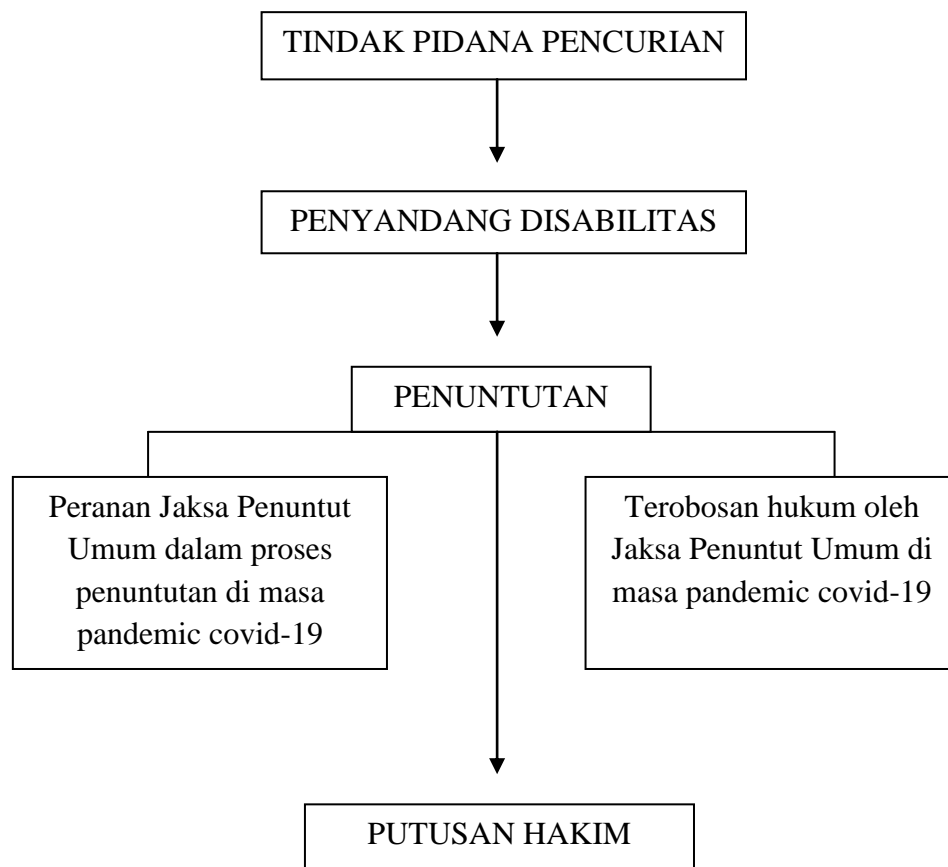 TINDAK PIDANA PENCURIAN
PENYANDANG DISABILITAS
PENUNTUTAN
Peranan Jaksa Penuntut
Umum dalam proses
penuntutan di masa
pandemic covid-19
Terobosan hukum oleh
Jaksa Penuntut Umum di
masa pandemic covid-19
PUTUSAN HAKIM